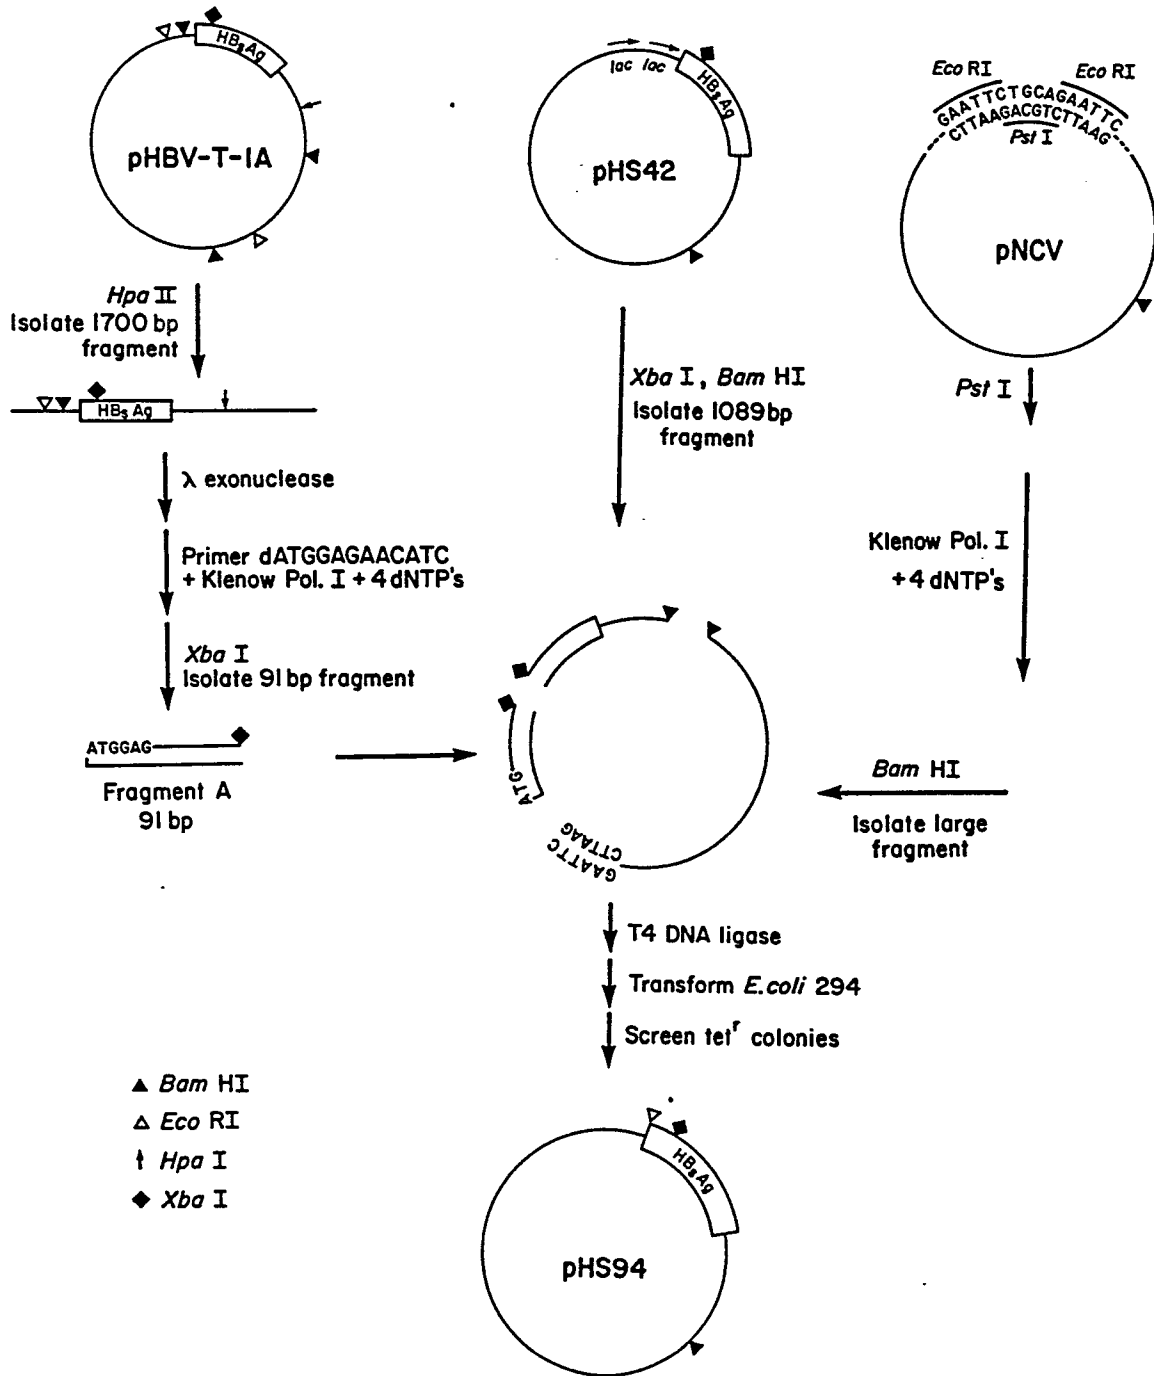 HBsAg
pHBV-T-1A
Hpa II
Isolate 1700 bp
fragment
HBs Ag
λ exonuclease
Primer dATGGAGAACATC
+ Klenow Pol. I + 4 dNTP's
Xba I
Isolate 91 bp fragment
ATGGAG
Fragment A
91 bp
lac lac
HBsAg
pHS42
Xba I, Bam HI
Isolate 1089 bp
fragment
Eco RI
Eco RI
GAATTCTGCAGAATTC
CTTAAGACGTCTTAAG
Pst I
pNCV
Pst I
Klenow Pol. I
+ 4 dNTP's
Bam HI
Isolate large
fragment
ATG
GAATTC
CTTAAG
T4 DNA ligase
Transform E.coli 294
Screen tetʳ colonies
HBsAg
pHS94
▲ Bam HI
△ Eco RI
↑ Hpa I
◆ Xba I